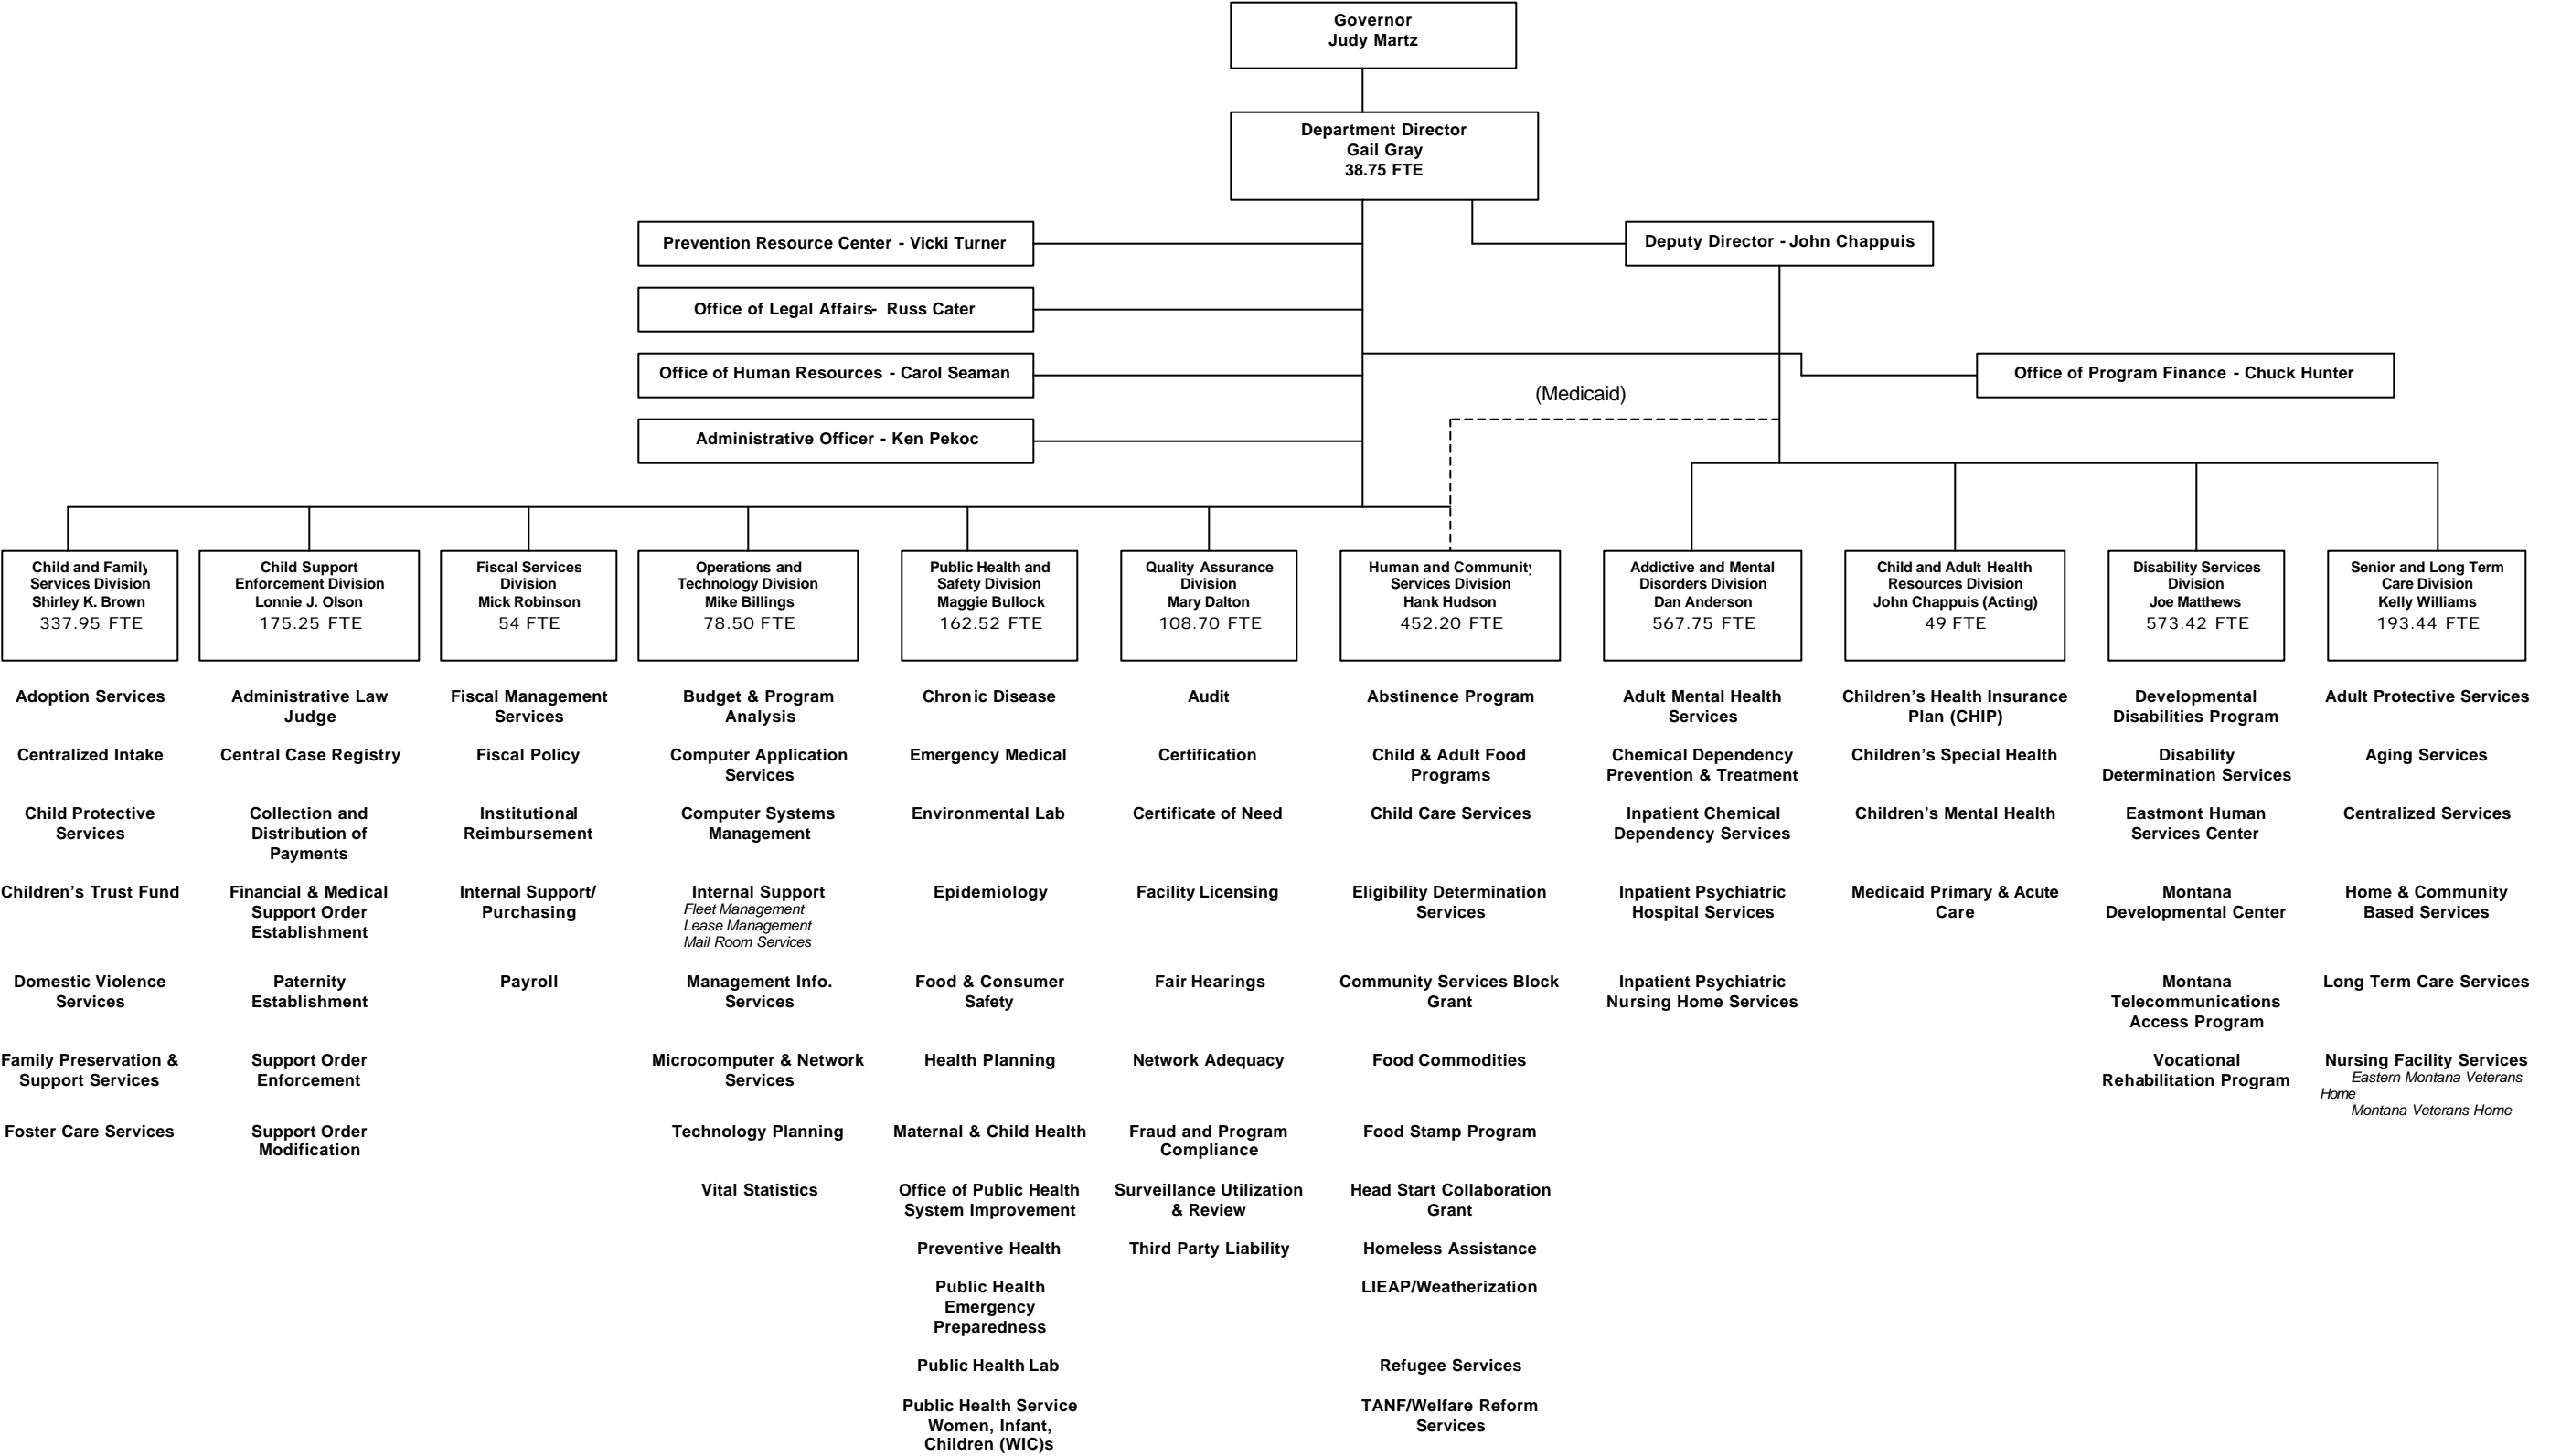 Governor
Judy Martz
Department Director
Gail Gray
38.75 FTE
Prevention Resource Center - Vicki Turner
Deputy Director - John Chappuis
Office of Legal Affairs- Russ Cater
Office of Human Resources - Carol Seaman
Office of Program Finance - Chuck Hunter
(Medicaid)
Administrative Officer - Ken Pekoc
Child and Family
Services Division
Shirley K. Brown
337.95 FTE
Child Support
Enforcement Division
Lonnie J. Olson
175.25 FTE
Fiscal Services
Division
Mick Robinson
54 FTE
Operations and
Technology Division
Mike Billings
78.50 FTE
Public Health and
Safety Division
Maggie Bullock
162.52 FTE
Quality Assurance
Division
Mary Dalton
108.70 FTE
Human and Community
Services Division
Hank Hudson
452.20 FTE
Addictive and Mental
Disorders Division
Dan Anderson
567.75 FTE
Child and Adult Health
Resources Division
John Chappuis (Acting)
49 FTE
Disability Services
Division
Joe Matthews
573.42 FTE
Senior and Long Term
Care Division
Kelly Williams
193.44 FTE
Adoption Services
Centralized Intake
Child Protective
Services
Children's Trust Fund
Domestic Violence
Services
Family Preservation &
Support Services
Foster Care Services
Administrative Law
Judge
Central Case Registry
Collection and
Distribution of
Payments
Financial & Medical
Support Order
Establishment
Paternity
Establishment
Support Order
Enforcement
Support Order
Modification
Fiscal Management
Services
Fiscal Policy
Institutional
Reimbursement
Internal Support/
Purchasing
Payroll
Budget & Program
Analysis
Computer Application
Services
Computer Systems
Management
Internal Support
Fleet Management
Lease Management
Mail Room Services
Management Info.
Services
Microcomputer & Network
Services
Technology Planning
Vital Statistics
Chronic Disease
Emergency Medical
Environmental Lab
Epidemiology
Food & Consumer
Safety
Health Planning
Maternal & Child Health
Office of Public Health
System Improvement
Preventive Health
Public Health
Emergency
Preparedness
Public Health Lab
Public Health Service
Women, Infant,
Children (WIC)s
Audit
Certification
Certificate of Need
Facility Licensing
Fair Hearings
Network Adequacy
Fraud and Program
Compliance
Surveillance Utilization
& Review
Third Party Liability
Abstinence Program
Child & Adult Food
Programs
Child Care Services
Eligibility Determination
Services
Community Services Block
Grant
Food Commodities
Food Stamp Program
Head Start Collaboration
Grant
Homeless Assistance
LIEAP/Weatherization
Refugee Services
TANF/Welfare Reform
Services
Adult Mental Health
Services
Chemical Dependency
Prevention & Treatment
Inpatient Chemical
Dependency Services
Inpatient Psychiatric
Hospital Services
Inpatient Psychiatric
Nursing Home Services
Children's Health Insurance
Plan (CHIP)
Children's Special Health
Children's Mental Health
Medicaid Primary & Acute
Care
Developmental
Disabilities Program
Disability
Determination Services
Eastmont Human
Services Center
Montana
Developmental Center
Montana
Telecommunications
Access Program
Vocational
Rehabilitation Program
Adult Protective Services
Aging Services
Centralized Services
Home & Community
Based Services
Long Term Care Services
Nursing Facility Services
Eastern Montana Veterans
Home
Montana Veterans Home